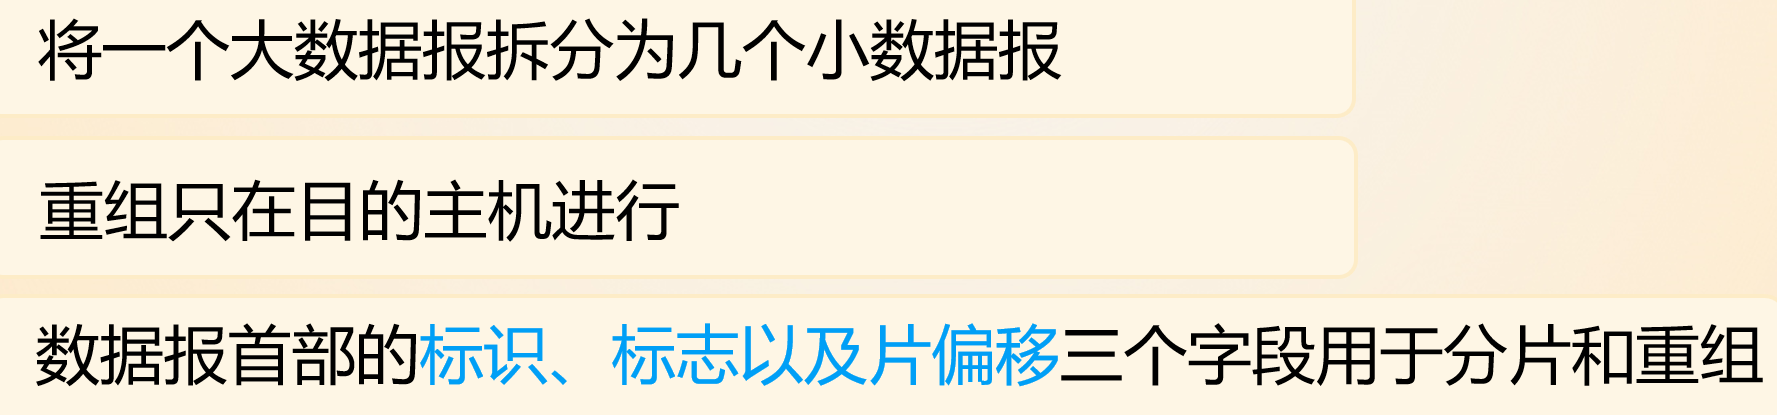 将一个大数据报拆分为几个小数据报
重组只在目的主机进行
数据报首部的标识、标志以及片偏移三个字段用于分片和重组